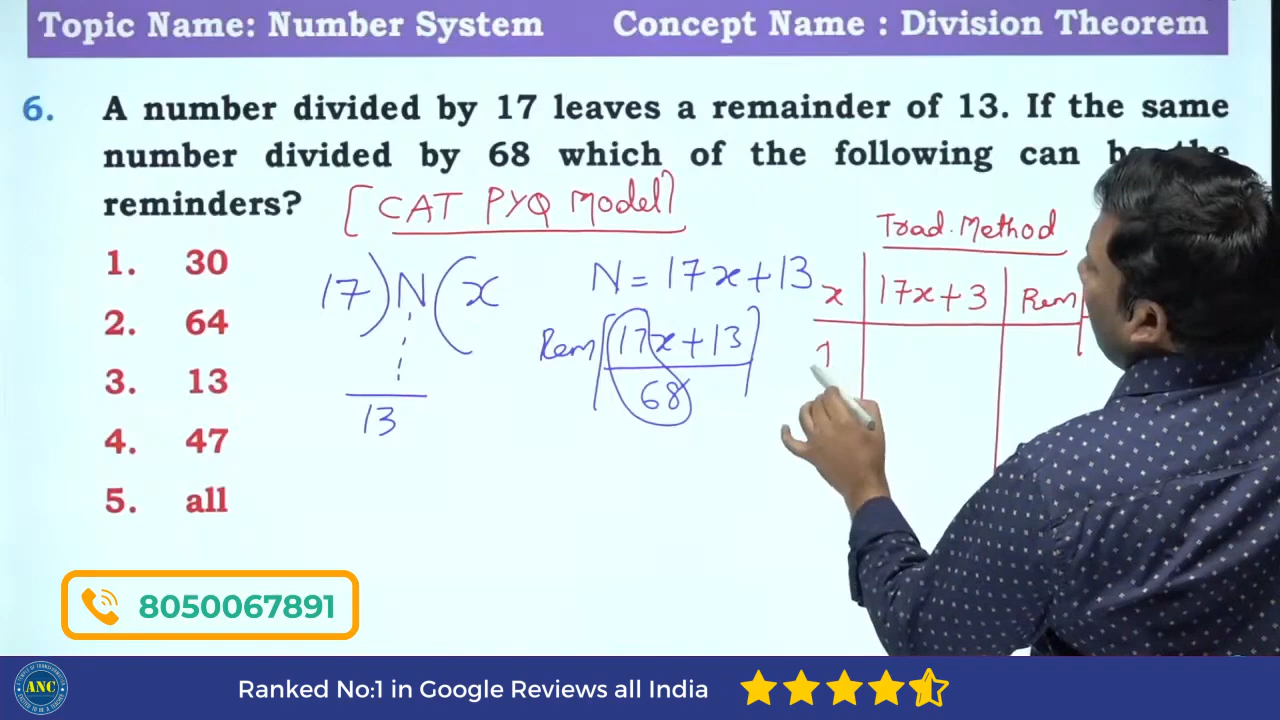 Topic Name: Number System Concept Name : Division Theorem
6. A number divided by 17 leaves a remainder of 13. If the same
number divided by 68 which of the following can be the
reminders?
[CAT PYQ Model]
1. 30
2. 64
3. 13
4. 47
5. all
17)N(x
13
N = 17x+13
Rem[17x+13
68]
Trad. Method
x 17x+3 Rem
1
8050067891
ANC
Ranked No:1 in Google Reviews all India